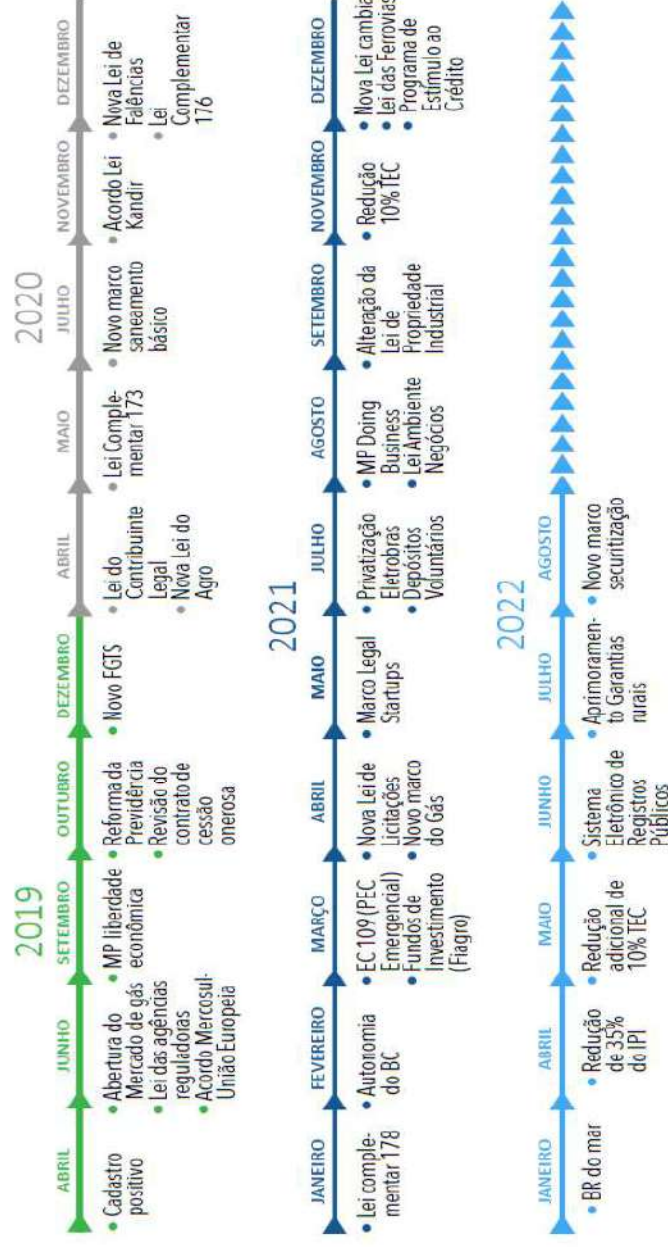 2019
ABRIL
• Cadastro
positivo
JUNHO
• Abertura do
Mercado de gás
• Lei das agências
reguladoras
• Acordo Mercosul-
União Europeia
SETEMBRO
• MP liberdade
econômica
OUTUBRO
• Reforma da
Previdência
• Revisão do
contrato de
cessão
onerosa
DEZEMBRO
• Novo FGTS
2020
ABRIL
• Lei do
Contribuinte
Legal
• Nova Lei do
Agro
MAIO
• Lei Comple-
mentar 173
JULHO
• Novo marco
saneamento
básico
NOVEMBRO
• Acordo Lei
Kandir
DEZEMBRO
• Nova Lei de
Falências
• Lei
Complementar
176
2021
JANEIRO
• Lei comple-
mentar 178
FEVEREIRO
• Autonomia
do BC
MARÇO
• EC 109 (PEC
Emergencial)
• Fundos de
Investimento
(Fiagro)
ABRIL
• Nova Lei de
Licitações
• Novo marco
do Gás
MAIO
• Marco Legal
Startups
JULHO
• Privatização
Eletrobras
• Depósitos
Voluntários
AGOSTO
• MP Doing
Business
• Lei Ambiente
Negócios
SETEMBRO
• Alteração da
Lei de
Propriedade
Industrial
NOVEMBRO
• Redução
10% TEC
DEZEMBRO
• Nova Lei cambia
• Lei das Ferrovias
• Programa de
Estímulo ao
Crédito
2022
JANEIRO
• BR do mar
ABRIL
• Redução
de 35%
do IPI
MAIO
• Redução
adicional de
10% TEC
JUNHO
• Sistema
Eletrônico de
Registros
Públicos
JULHO
• Aprimoramen-
to Garantias
rurais
AGOSTO
• Novo marco
securitização